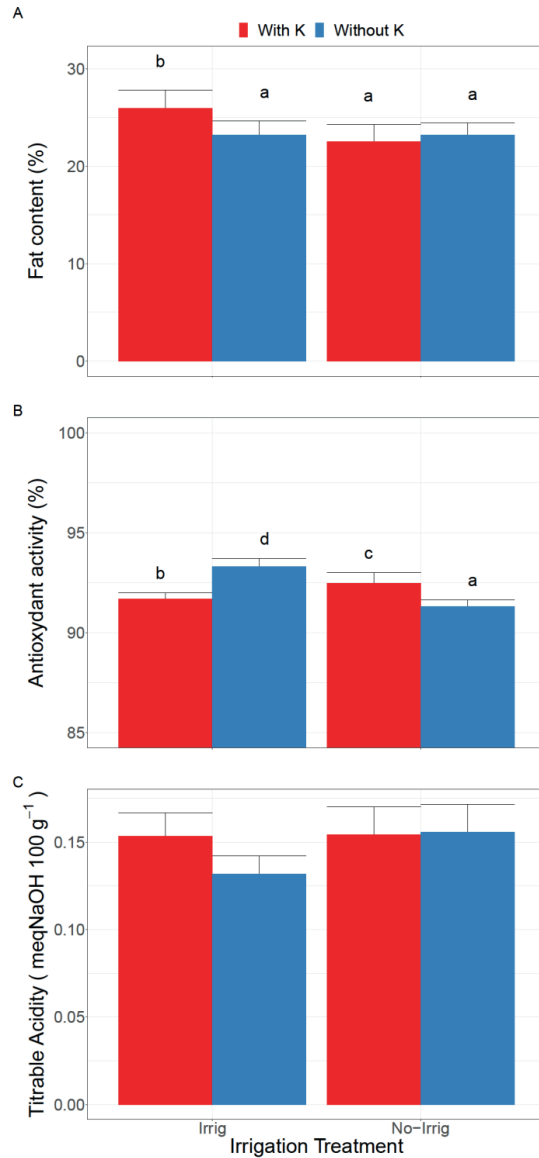 A
With K Without K
Fat content (%)
30
20
10
0
b
a
a
a
B
Antioxydant activity (%)
100
95
90
85
b
d
c
a
C
Titrable Acidity ( meqNaOH 100 g⁻¹)
0.15
0.10
0.05
0.00
Irrig No−Irrig
Irrigation Treatment